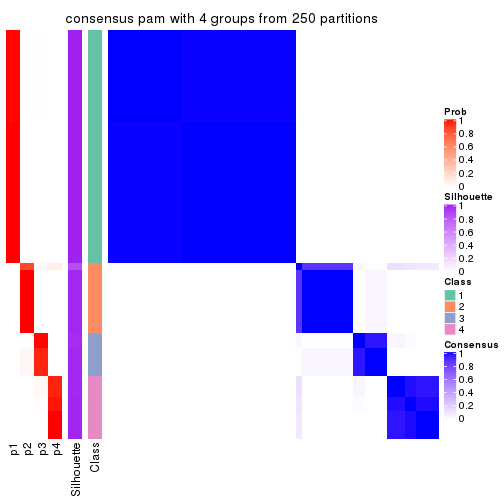 consensus pam with 4 groups from 250 partitions
Prob
1
0.8
0.6
0.4
0.2
0
Silhouette
1
0.8
0.6
0.4
0.2
0
Class
1
2
3
4
Consensus
1
0.8
0.6
0.4
0.2
0
p1
p2
p3
p4
Silhouette
Class